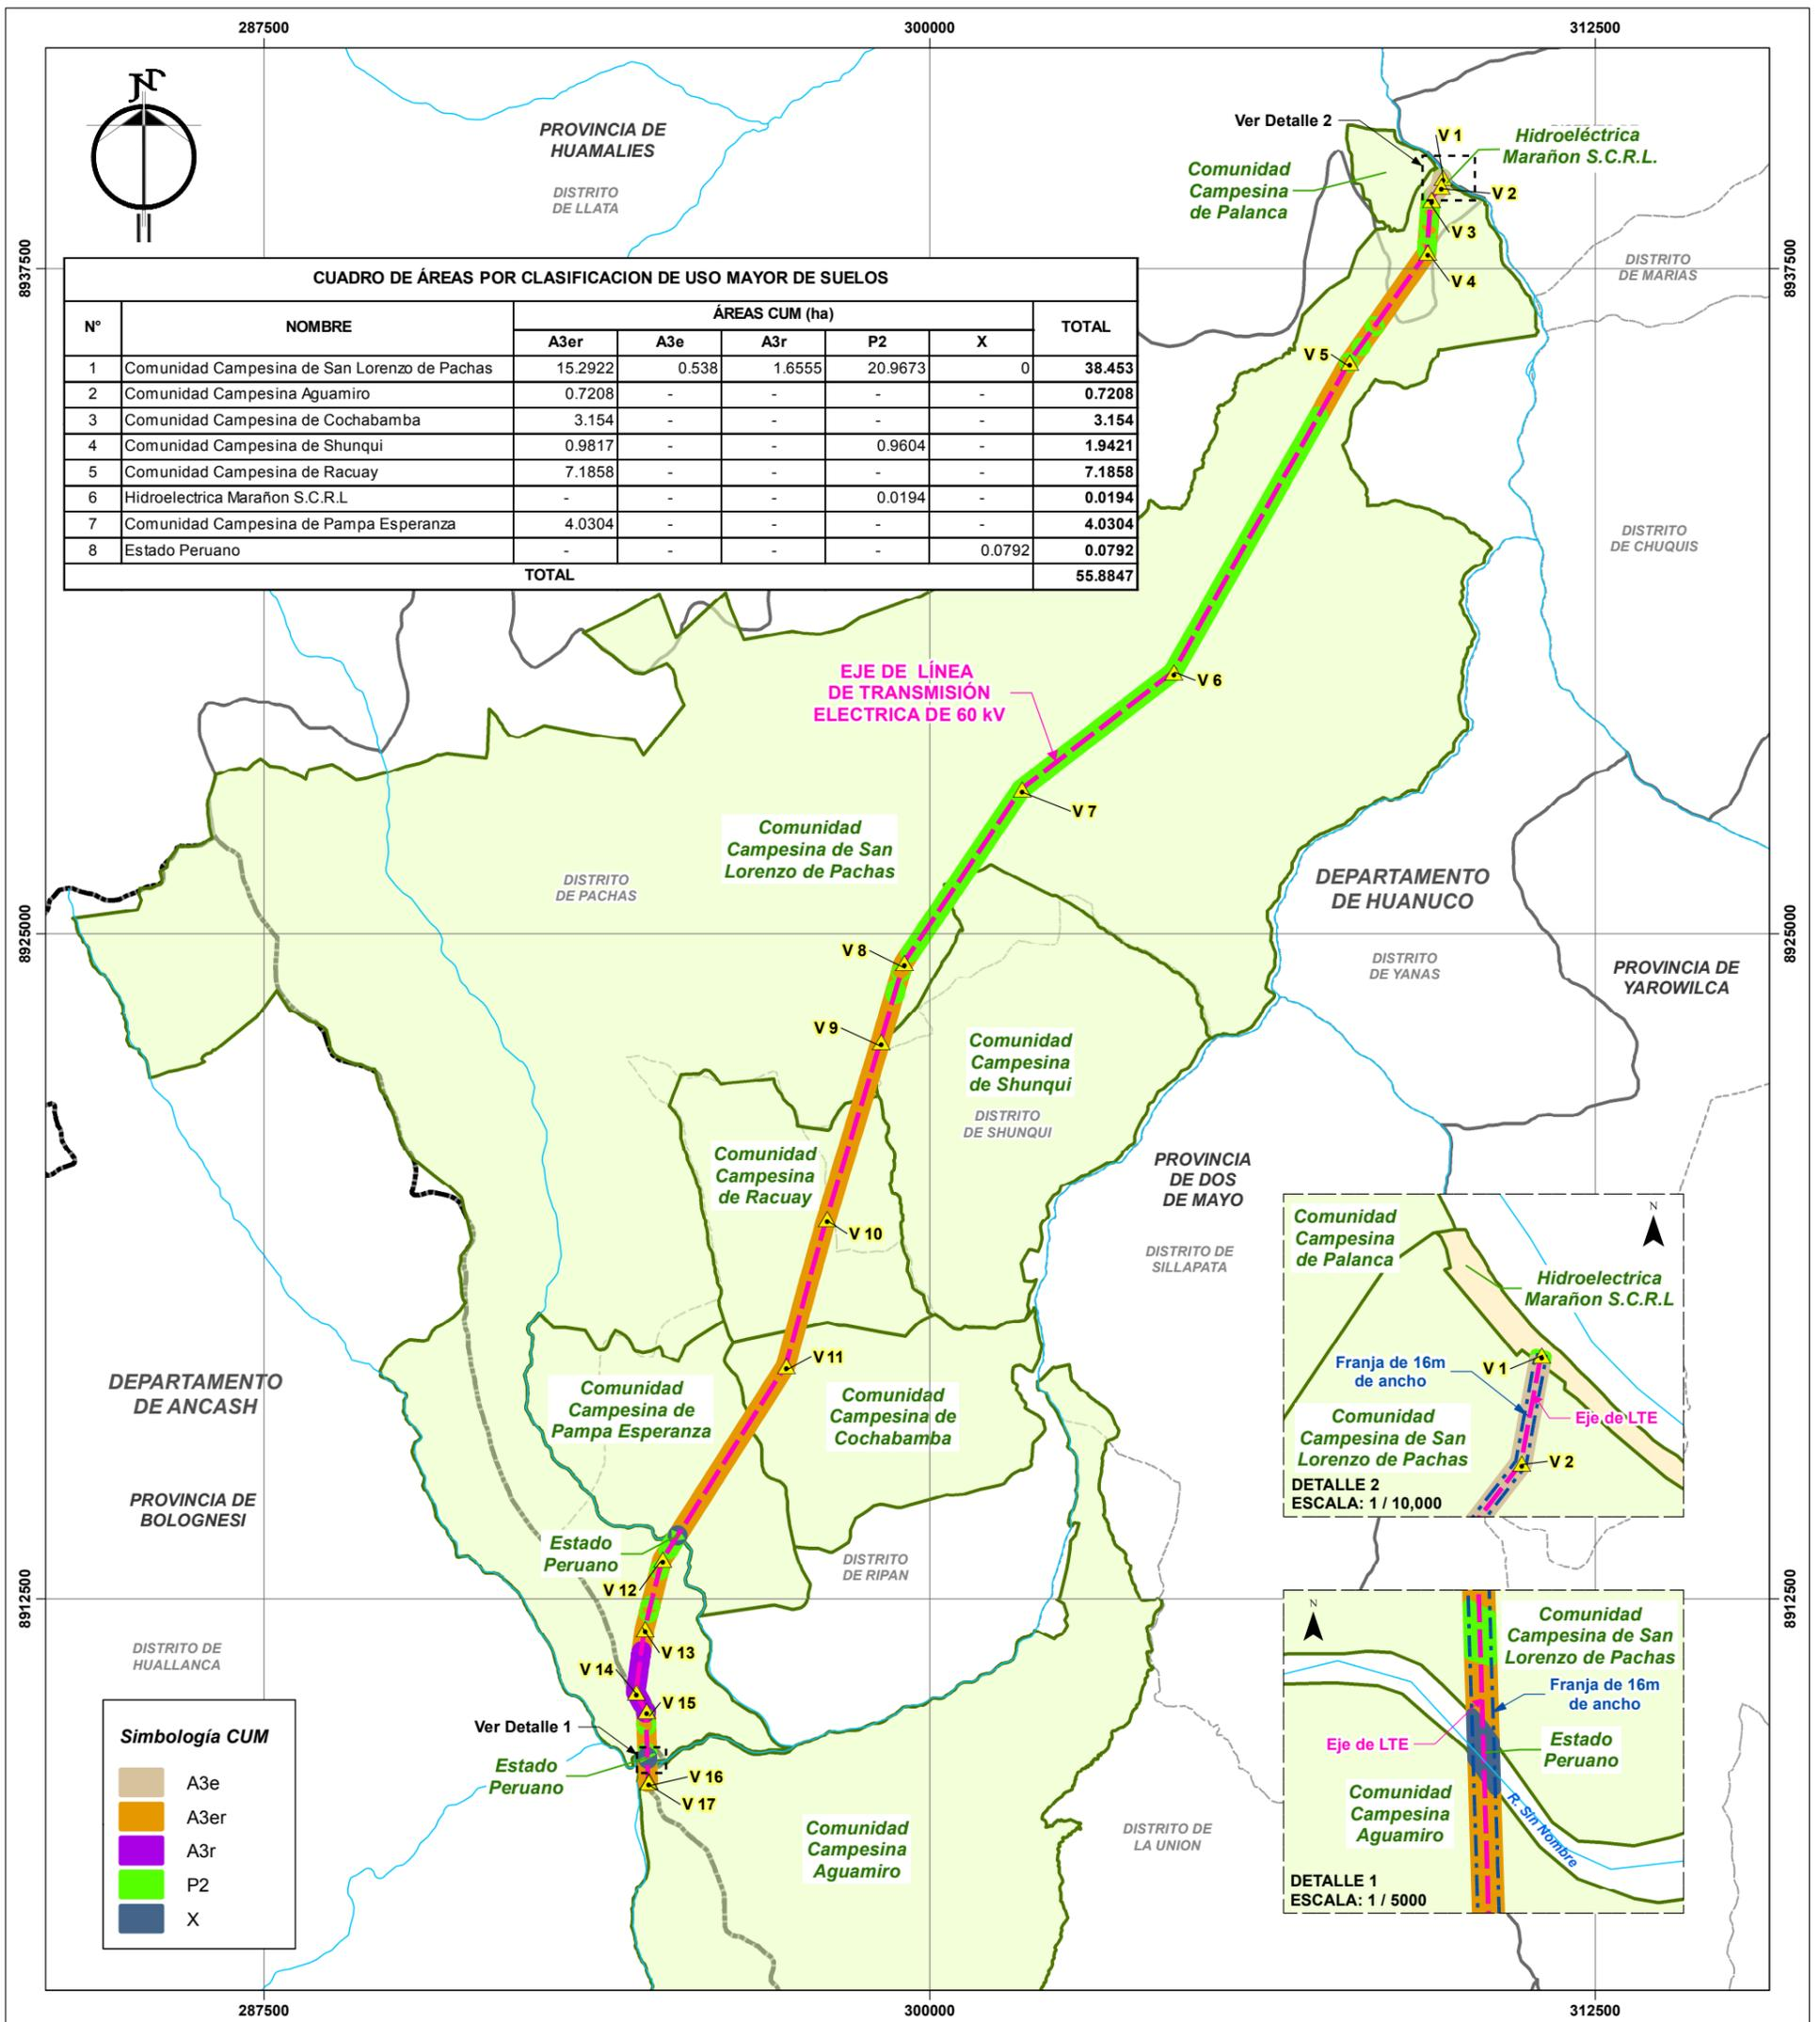 287500 300000 312500
N
PROVINCIA DE
HUAMALIES
DISTRITO
DE LLATA
Ver Detalle 2
V 1
Hidroeléctrica
Marañon S.C.R.L.
Comunidad
Campesina
de Palanca
V 2
V 3
V 4
DISTRITO
DE MARIAS
8937500 8937500
CUADRO DE ÁREAS POR CLASIFICACION DE USO MAYOR DE SUELOS
N° NOMBRE ÁREAS CUM (ha) TOTAL
A3er A3e A3r P2 X
1 Comunidad Campesina de San Lorenzo de Pachas 15.2922 0.538 1.6555 20.9673 0 38.453
2 Comunidad Campesina Aguamiro 0.7208 - - - - 0.7208
3 Comunidad Campesina de Cochabamba 3.154 - - - - 3.154
4 Comunidad Campesina de Shunqui 0.9817 - - 0.9604 - 1.9421
5 Comunidad Campesina de Racuay 7.1858 - - - - 7.1858
6 Hidroelectrica Marañon S.C.R.L - - - 0.0194 - 0.0194
7 Comunidad Campesina de Pampa Esperanza 4.0304 - - - - 4.0304
8 Estado Peruano - - - - 0.0792 0.0792
TOTAL 55.8847
V 5
DISTRITO
DE CHUQUIS
EJE DE LÍNEA
DE TRANSMISIÓN
ELECTRICA DE 60 kV
V 6
V 7
Comunidad
Campesina de San
Lorenzo de Pachas
DISTRITO
DE PACHAS
DEPARTAMENTO
DE HUANUCO
8925000 8925000
V 8
DISTRITO
DE YANAS
PROVINCIA DE
YAROWILCA
V 9
Comunidad
Campesina
de Shunqui
DISTRITO
DE SHUNQUI
Comunidad
Campesina
de Racuay
PROVINCIA
DE DOS
DE MAYO
V 10
DISTRITO DE
SILLAPATA
Comunidad
Campesina
de Palanca
N
Hidroelectrica
Marañon S.C.R.L
V 1
Franja de 16m
de ancho
Eje de LTE
Comunidad
Campesina de San
Lorenzo de Pachas
V 2
DETALLE 2
ESCALA: 1 / 10,000
V 11
DEPARTAMENTO
DE ANCASH
Comunidad
Campesina de
Pampa Esperanza
Comunidad
Campesina de
Cochabamba
PROVINCIA DE
BOLOGNESI
Estado
Peruano
DISTRITO
DE RIPAN
V 12
8912500 8912500
V 13
DISTRITO DE
HUALLANCA
V 14
V 15
Ver Detalle 1
Estado
Peruano
V 16
V 17
Comunidad
Campesina
Aguamiro
DISTRITO DE
LA UNION
N
Comunidad
Campesina de San
Lorenzo de Pachas
Franja de 16m
de ancho
Eje de LTE
Estado
Peruano
Comunidad
Campesina
Aguamiro
R. Sin Nombre
DETALLE 1
ESCALA: 1 / 5000
Simbología CUM
A3e
A3er
A3r
P2
X
287500 300000 312500